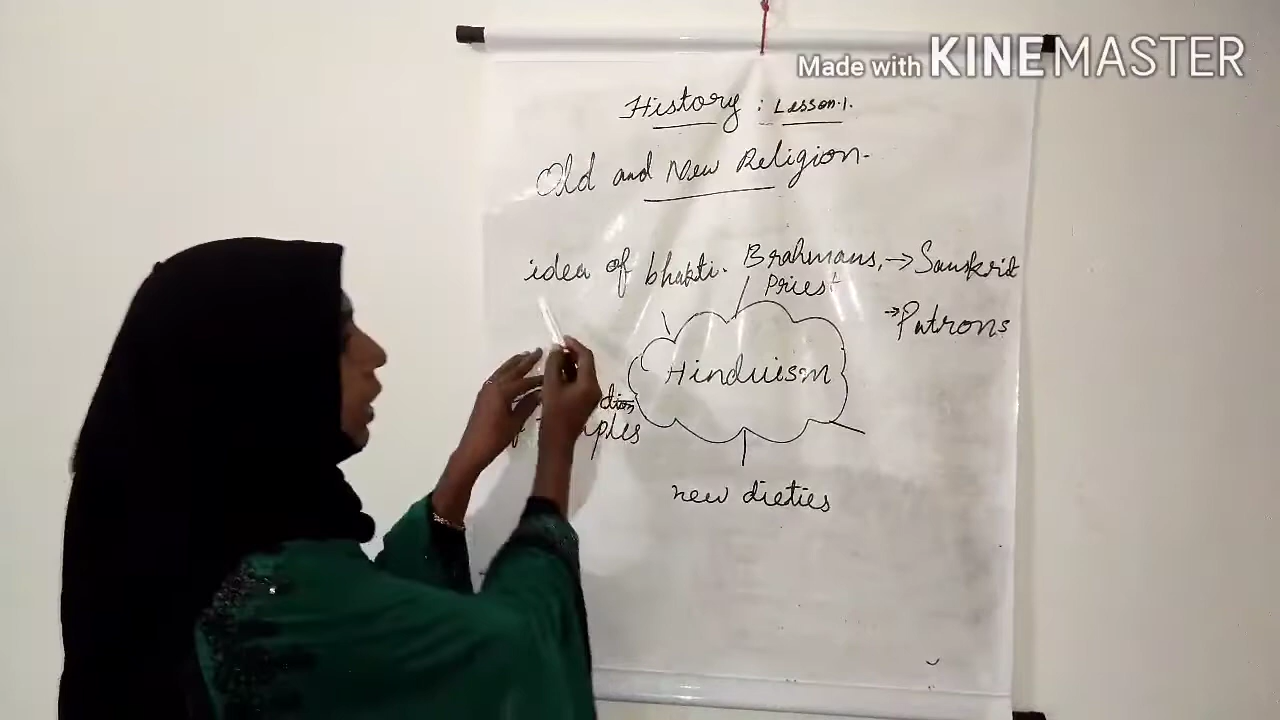 Made with KINEMASTER
History : Lesson.1.
Old and New Religion.
idea of bhakti. Brahmans, → Sanskrit
Priest
→ Patrons
Hinduism
new dieties